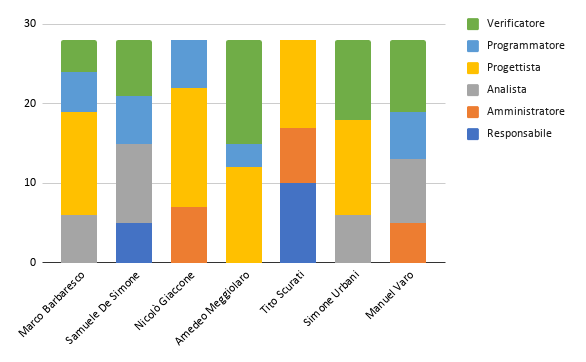 30
20
10
0
Marco Barbaresco
Samuele De Simone
Nicolò Giaccone
Amedeo Meggiolaro
Tito Scurati
Simone Urbani
Manuel Varo
Verificatore
Programmatore
Progettista
Analista
Amministratore
Responsabile